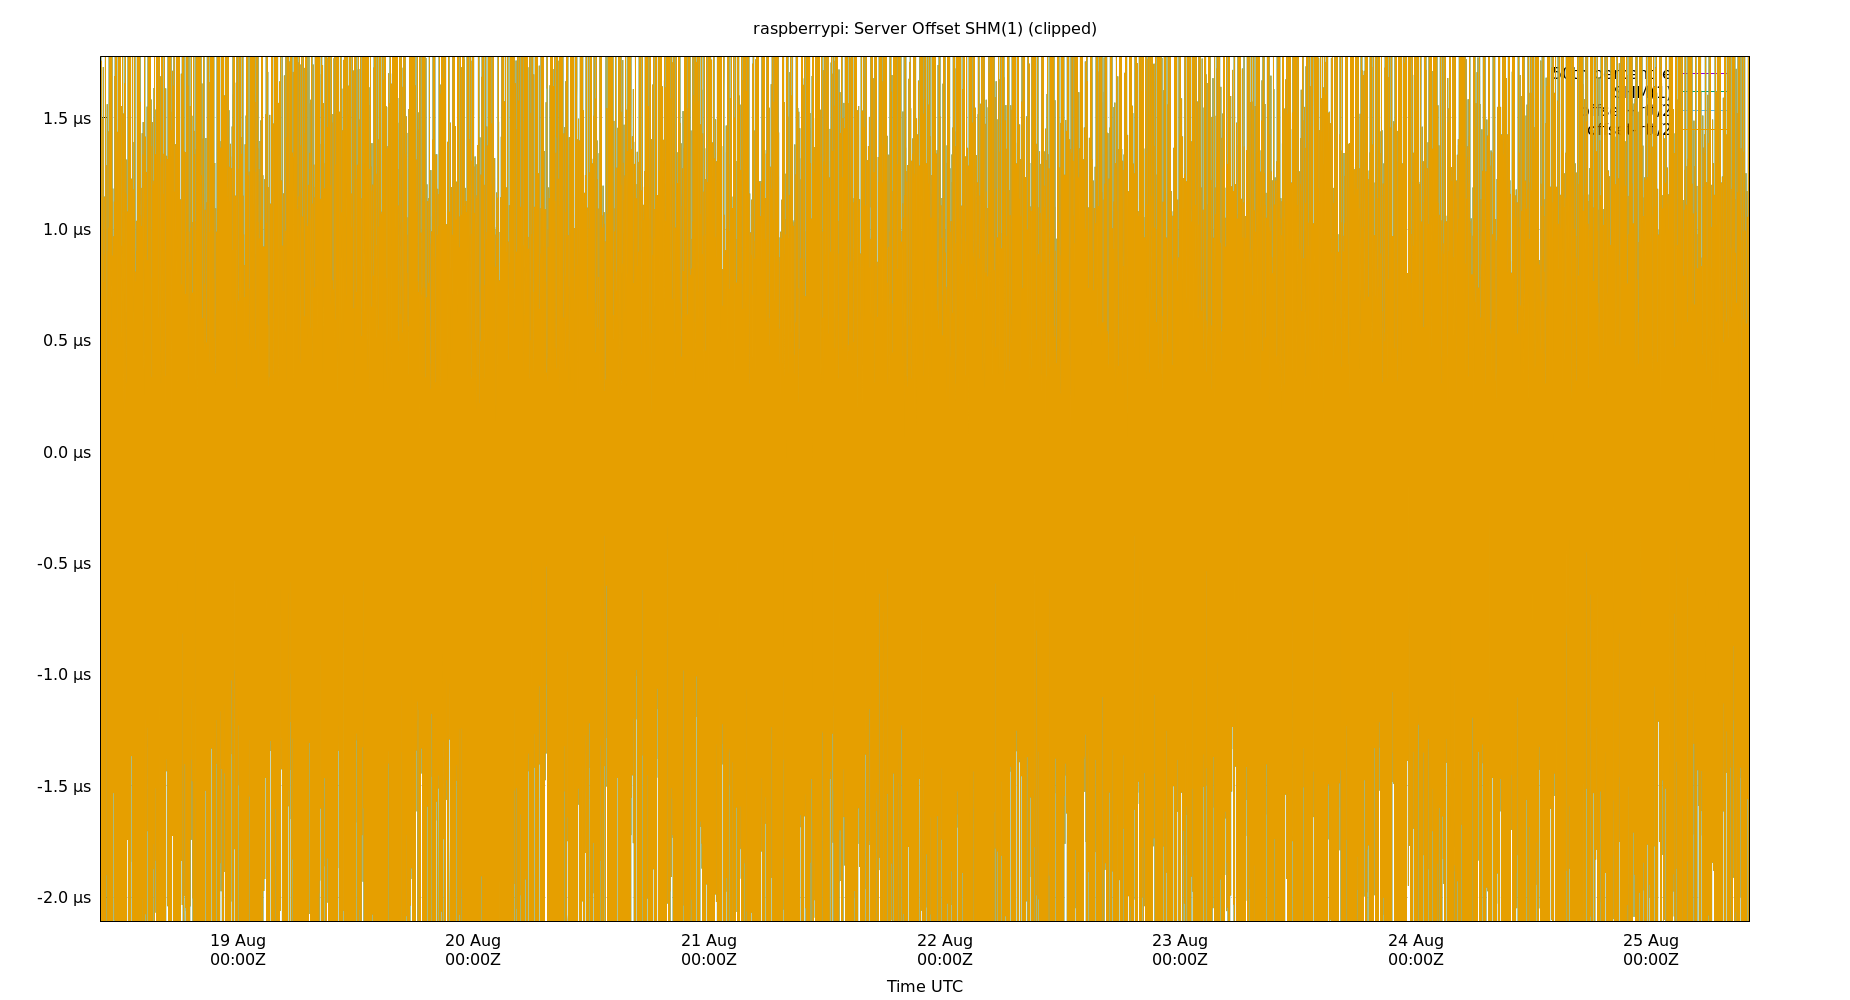 raspberrypi: Server Offset SHM(1) (clipped)
1.5 µs
1.0 µs
0.5 µs
0.0 µs
-0.5 µs
-1.0 µs
-1.5 µs
-2.0 µs
19 Aug 20 Aug 21 Aug 22 Aug 23 Aug 24 Aug 25 Aug
00:00Z 00:00Z 00:00Z 00:00Z 00:00Z 00:00Z 00:00Z
Time UTC